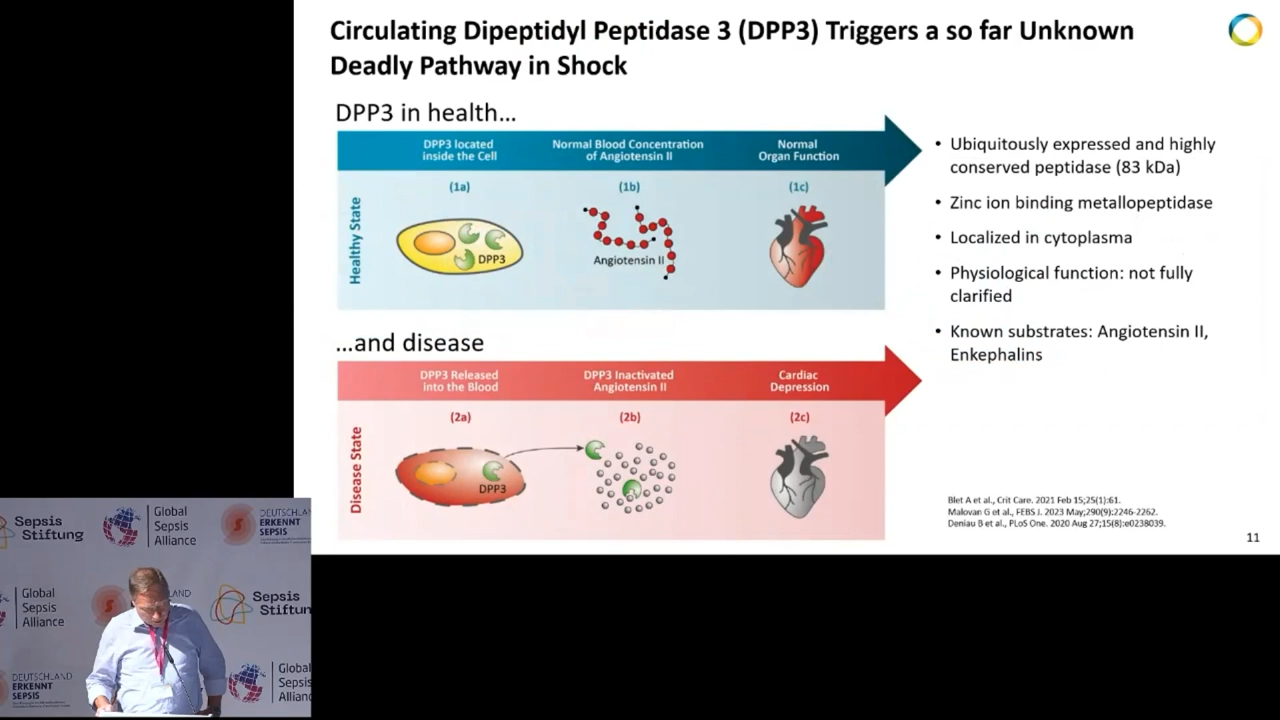 Circulating Dipeptidyl Peptidase 3 (DPP3) Triggers a so far Unknown
Deadly Pathway in Shock
DPP3 in health...
DPP3 located
inside the Cell
Normal Blood Concentration
of Angiotensin II
Normal
Organ Function
Healthy State
(1a)
(1b)
(1c)
DPP3
Angiotensin II
...and disease
DPP3 Released
into the Blood
DPP3 Inactivated
Angiotensin II
Cardiac
Depression
Disease State
(2a)
(2b)
(2c)
DPP3
• Ubiquitously expressed and highly
conserved peptidase (83 kDa)
• Zinc ion binding metallopeptidase
• Localized in cytoplasma
• Physiological function: not fully
clarified
• Known substrates: Angiotensin II,
Enkephalins
Blet A et al., Crit Care. 2021 Feb 15;25(1):61.
Malovan G et al., FEBS J. 2023 May;290(9):2246-2262.
Deniau B et al., PLoS One. 2020 Aug 27;15(8):e0238039.
11
Sepsis
Stiftung
Global
Sepsis
Alliance
DEUTSCHLAND
ERKENNT
SEPSIS
Global
Sepsis
Alliance
LAND
Sepsis
Stiftun
DEUTSCHLAND
ERKENNT
SEPSIS
Global
Sepsis
Allianc